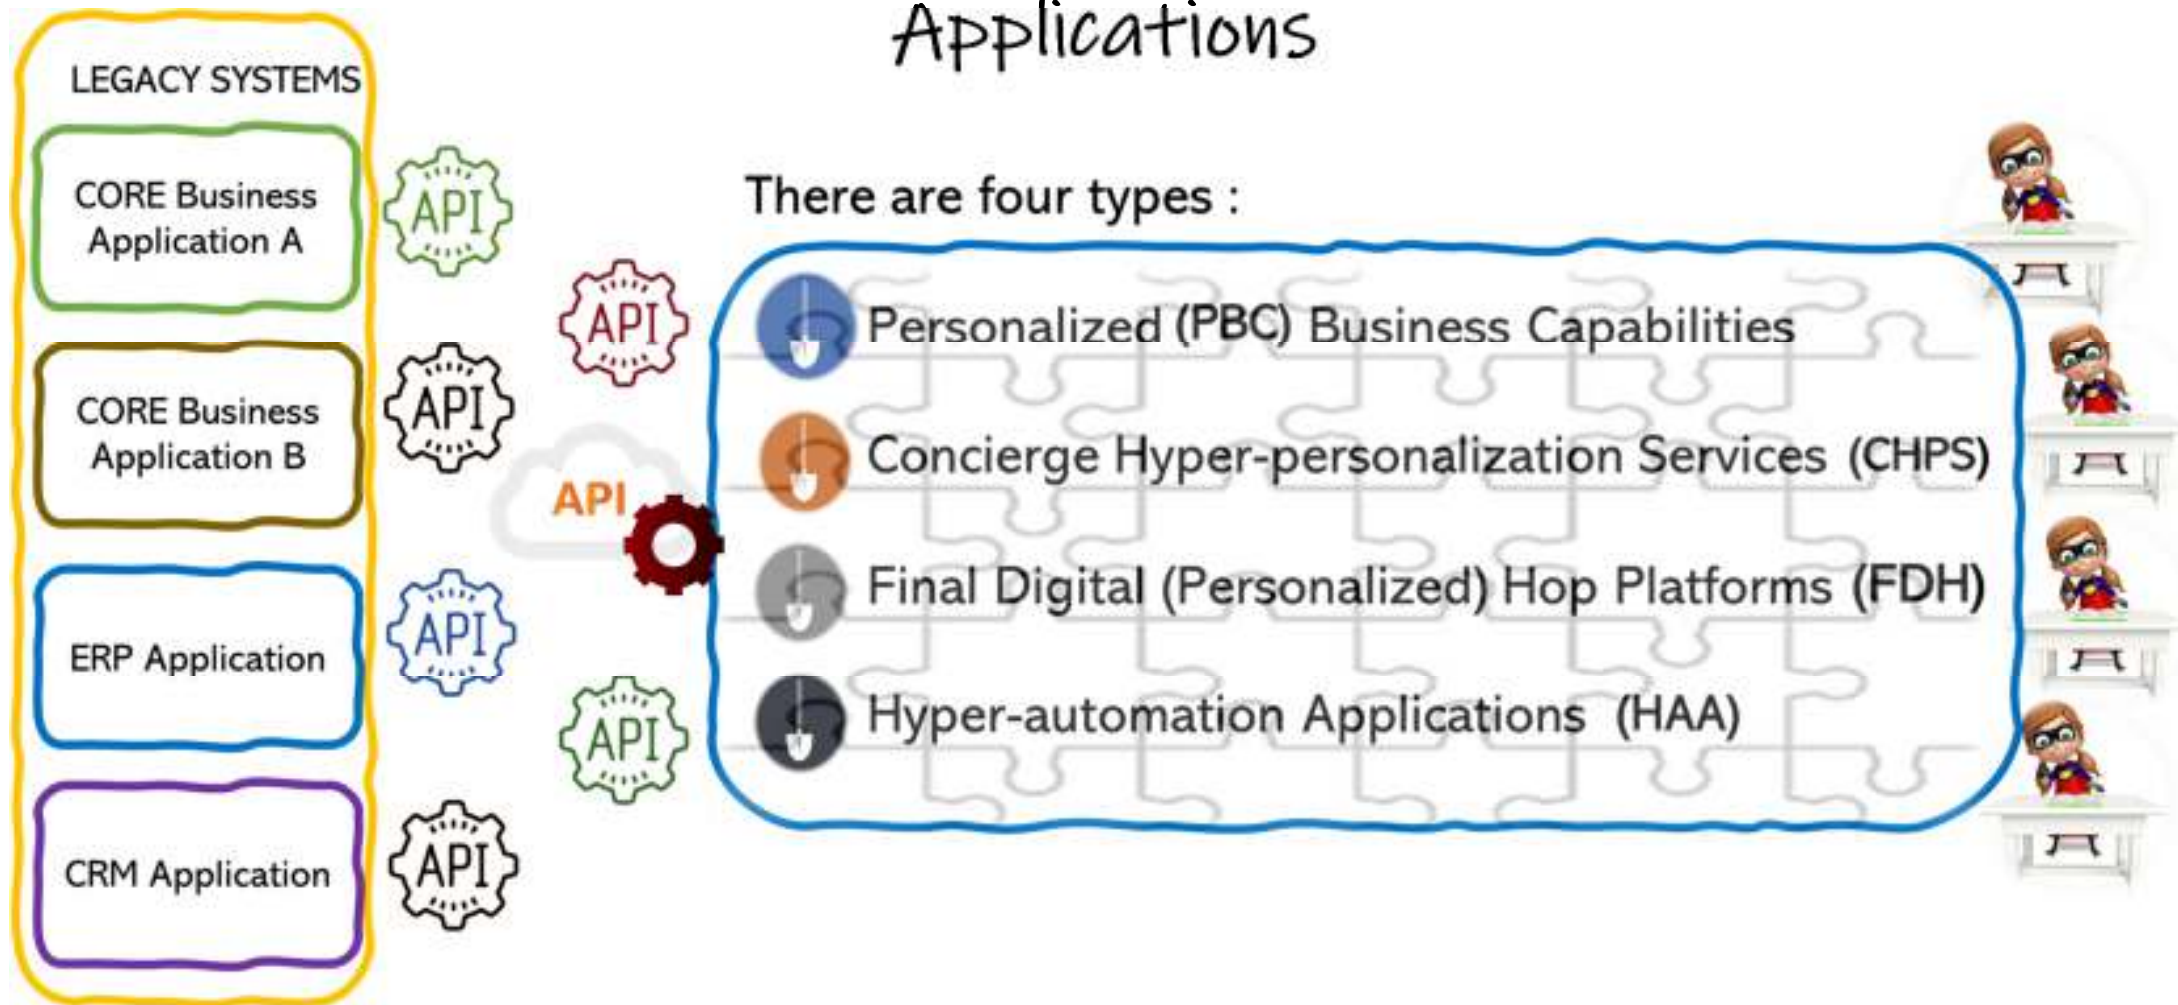 Applications
LEGACY SYSTEMS
CORE Business
Application A
API
CORE Business
Application B
API
ERP Application
API
CRM Application
API
API
API
API
There are four types :
Personalized (PBC) Business Capabilities
Concierge Hyper-personalization Services (CHPS)
Final Digital (Personalized) Hop Platforms (FDH)
Hyper-automation Applications (HAA)